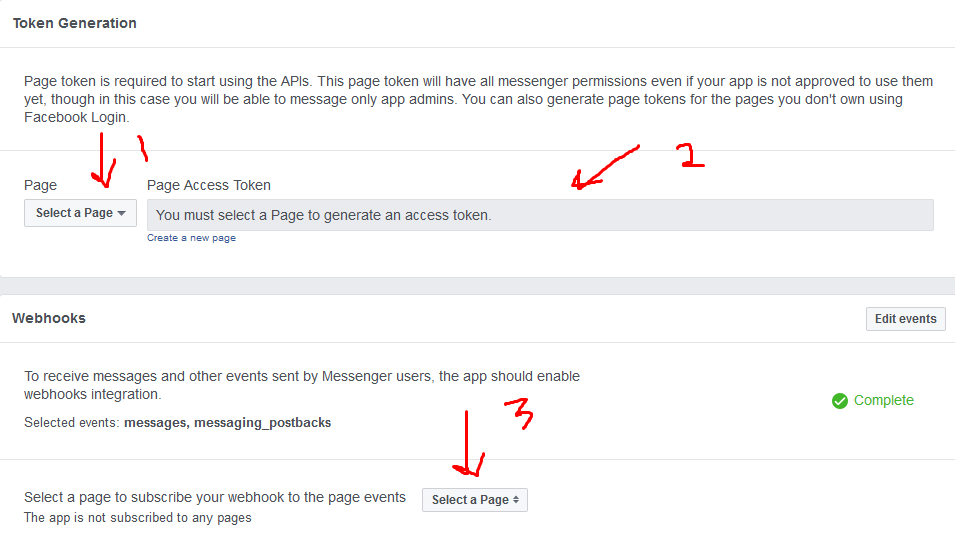 Token Generation
Page token is required to start using the APIs. This page token will have all messenger permissions even if your app is not approved to use them
yet, though in this case you will be able to message only app admins. You can also generate page tokens for the pages you don't own using
Facebook Login.
1
2
Page
Page Access Token
Select a Page
You must select a Page to generate an access token.
Create a new page
Webhooks
Edit events
To receive messages and other events sent by Messenger users, the app should enable
webhooks integration.
Complete
Selected events: messages, messaging_postbacks
3
Select a page to subscribe your webhook to the page events
Select a Page
The app is not subscribed to any pages